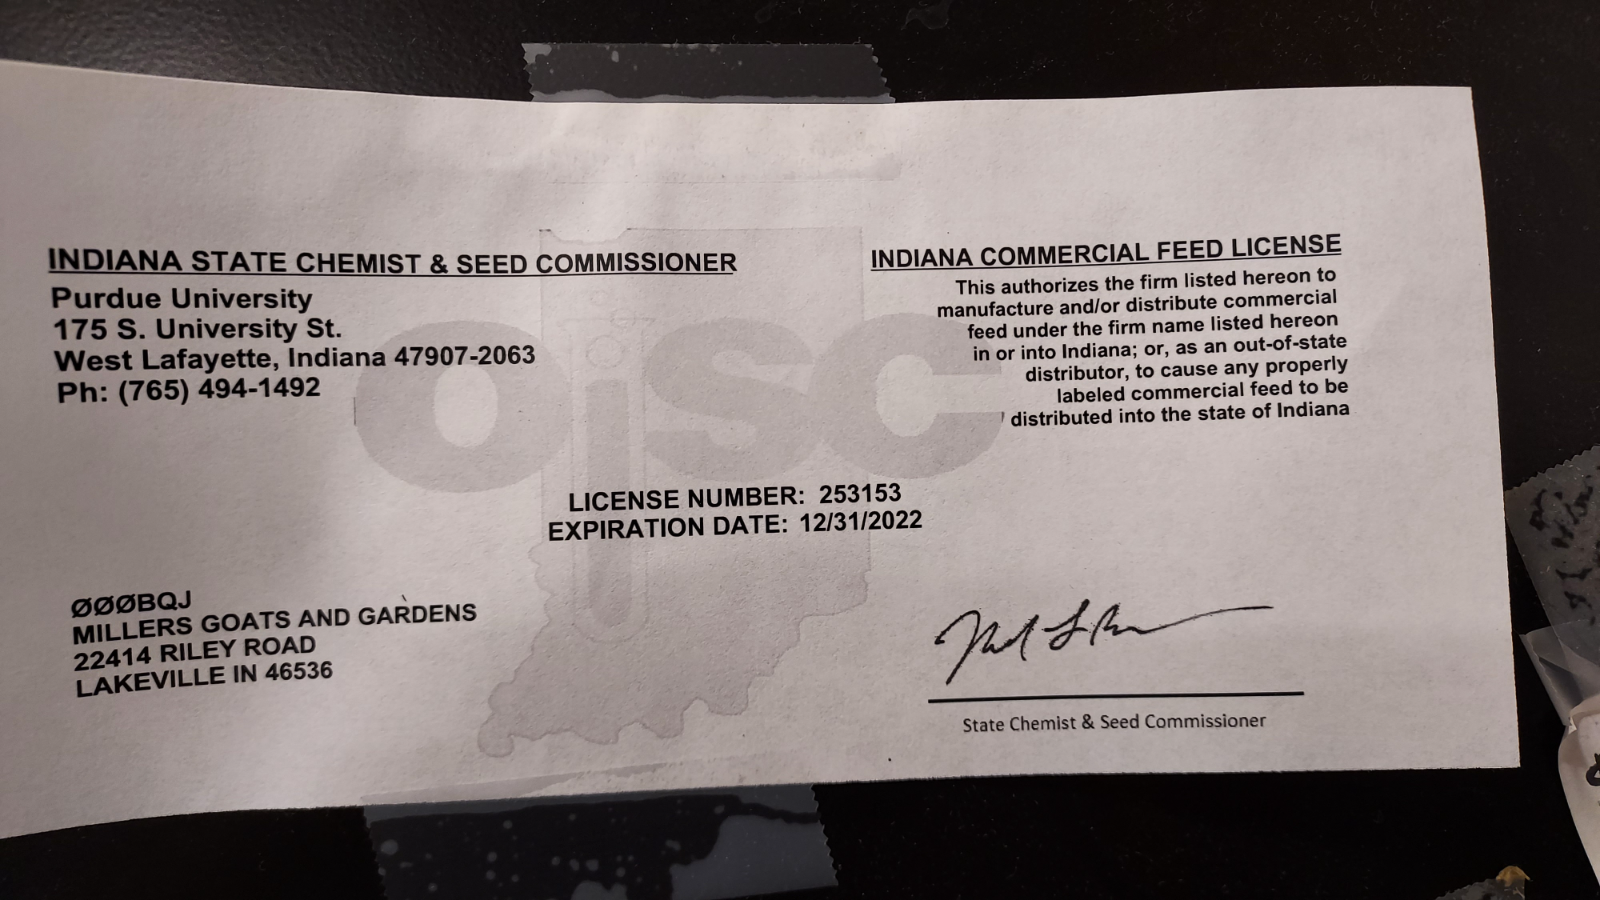 INDIANA STATE CHEMIST & SEED COMMISSIONER
Purdue University
175 S. University St.
West Lafayette, Indiana 47907-2063
Ph: (765) 494-1492
INDIANA COMMERCIAL FEED LICENSE
This authorizes the firm listed hereon to
manufacture and/or distribute commercial
feed under the firm name listed hereon
in or into Indiana; or, as an out-of-state
distributor, to cause any properly
labeled commercial feed to be
distributed into the state of Indiana
oisc
LICENSE NUMBER: 253153
EXPIRATION DATE: 12/31/2022
ØØØBQJ
MILLERS GOATS AND GARDENS
22414 RILEY ROAD
LAKEVILLE IN 46536
State Chemist & Seed Commissioner